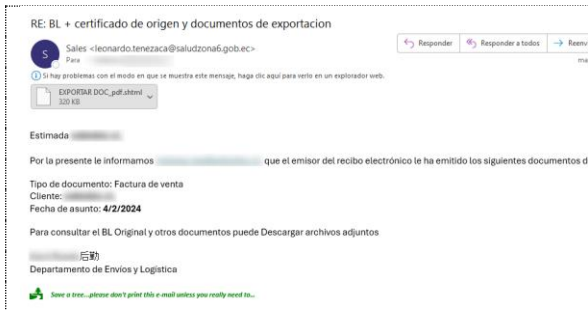 RE: BL + certificado de origen y documentos de exportacion
S
Sales <leonardo.tenezaca@saludzona6.gob.ec>
Responder
Responder a todos
Reenv
Para
ma
Si hay problemas con el modo en que se muestra este mensaje, haga clic aquí para verlo en un explorador web.
EXPORTAR DOC_pdf.shtml
320 KB
Estimada
Por la presente le informamos que el emisor del recibo electrónico le ha emitido los siguientes documentos d
Tipo de documento: Factura de venta
Cliente:
Fecha de asunto: 4/2/2024
Para consultar el BL Original y otros documentos puede Descargar archivos adjuntos
后勤
Departamento de Envíos y Logística
Save a tree...please don't print this e-mail unless you really need to...